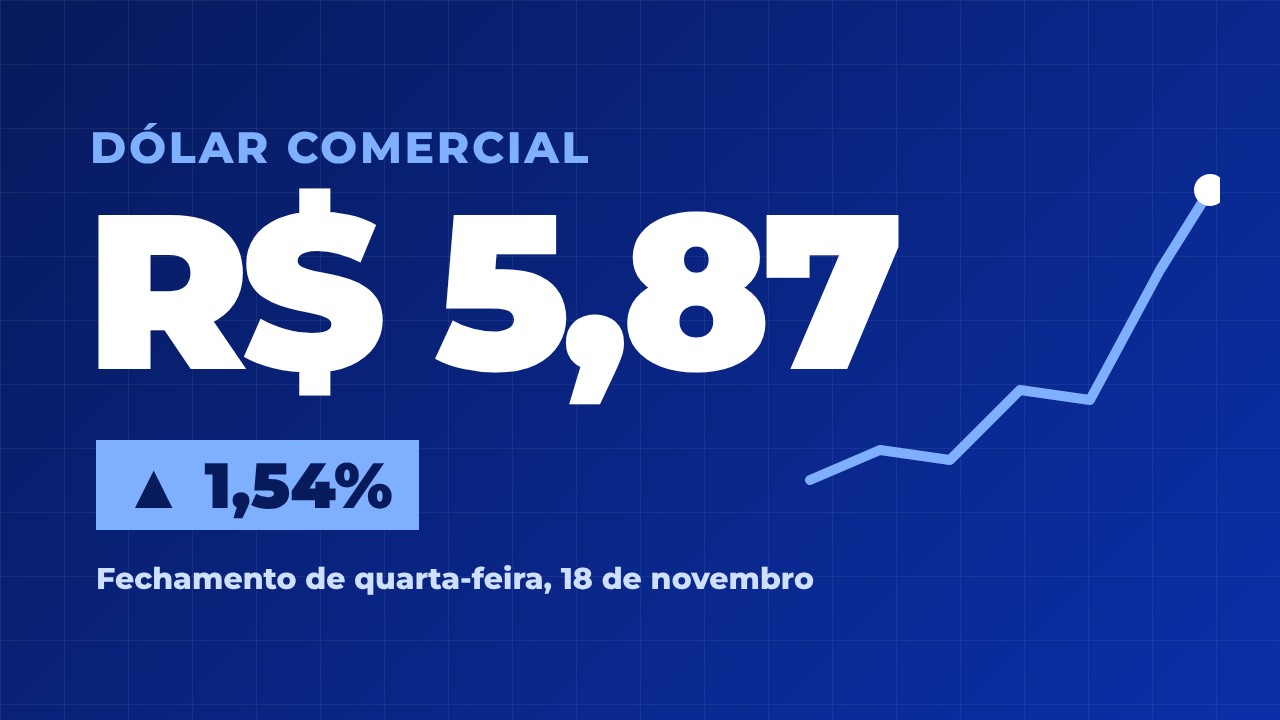 DÓLAR COMERCIAL
R$ 5,87
▲ 1,54%
Fechamento de quarta-feira, 18 de novembro